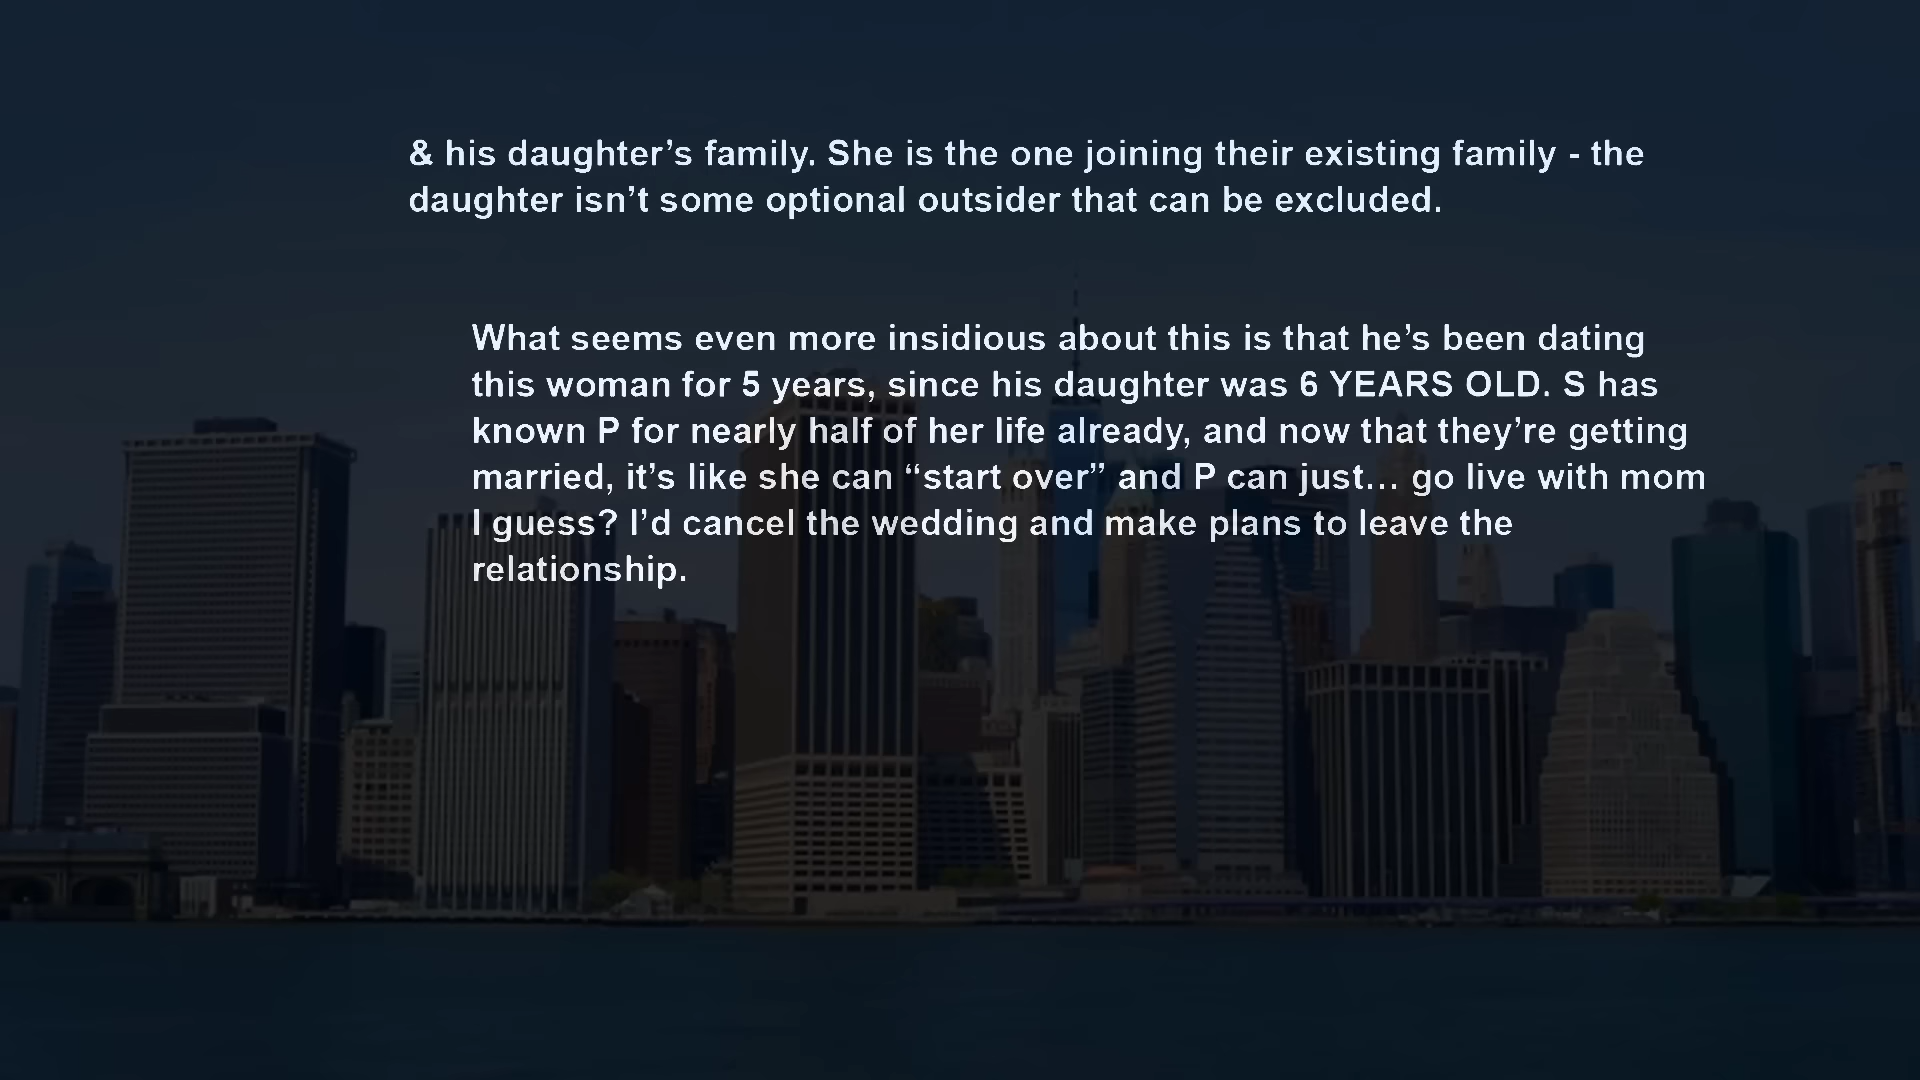 & his daughter’s family. She is the one joining their existing family - the
daughter isn’t some optional outsider that can be excluded.
What seems even more insidious about this is that he’s been dating
this woman for 5 years, since his daughter was 6 YEARS OLD. S has
known P for nearly half of her life already, and now that they’re getting
married, it’s like she can “start over” and P can just… go live with mom
I guess? I’d cancel the wedding and make plans to leave the
relationship.